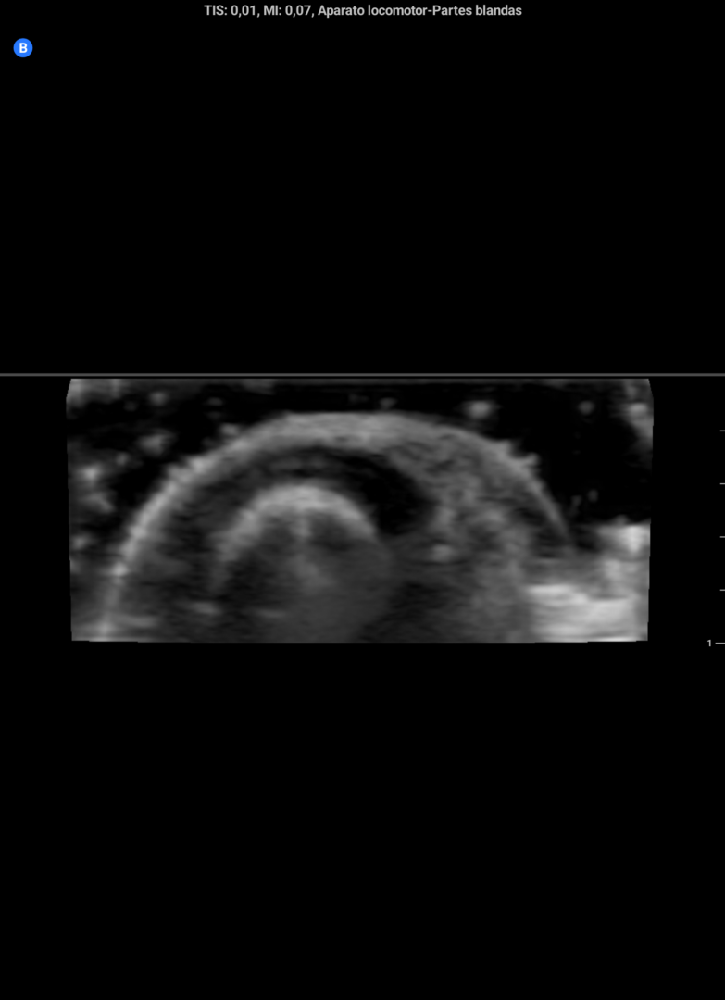 TIS: 0,01, MI: 0,07, Aparato locomotor-Partes blandas
B
1